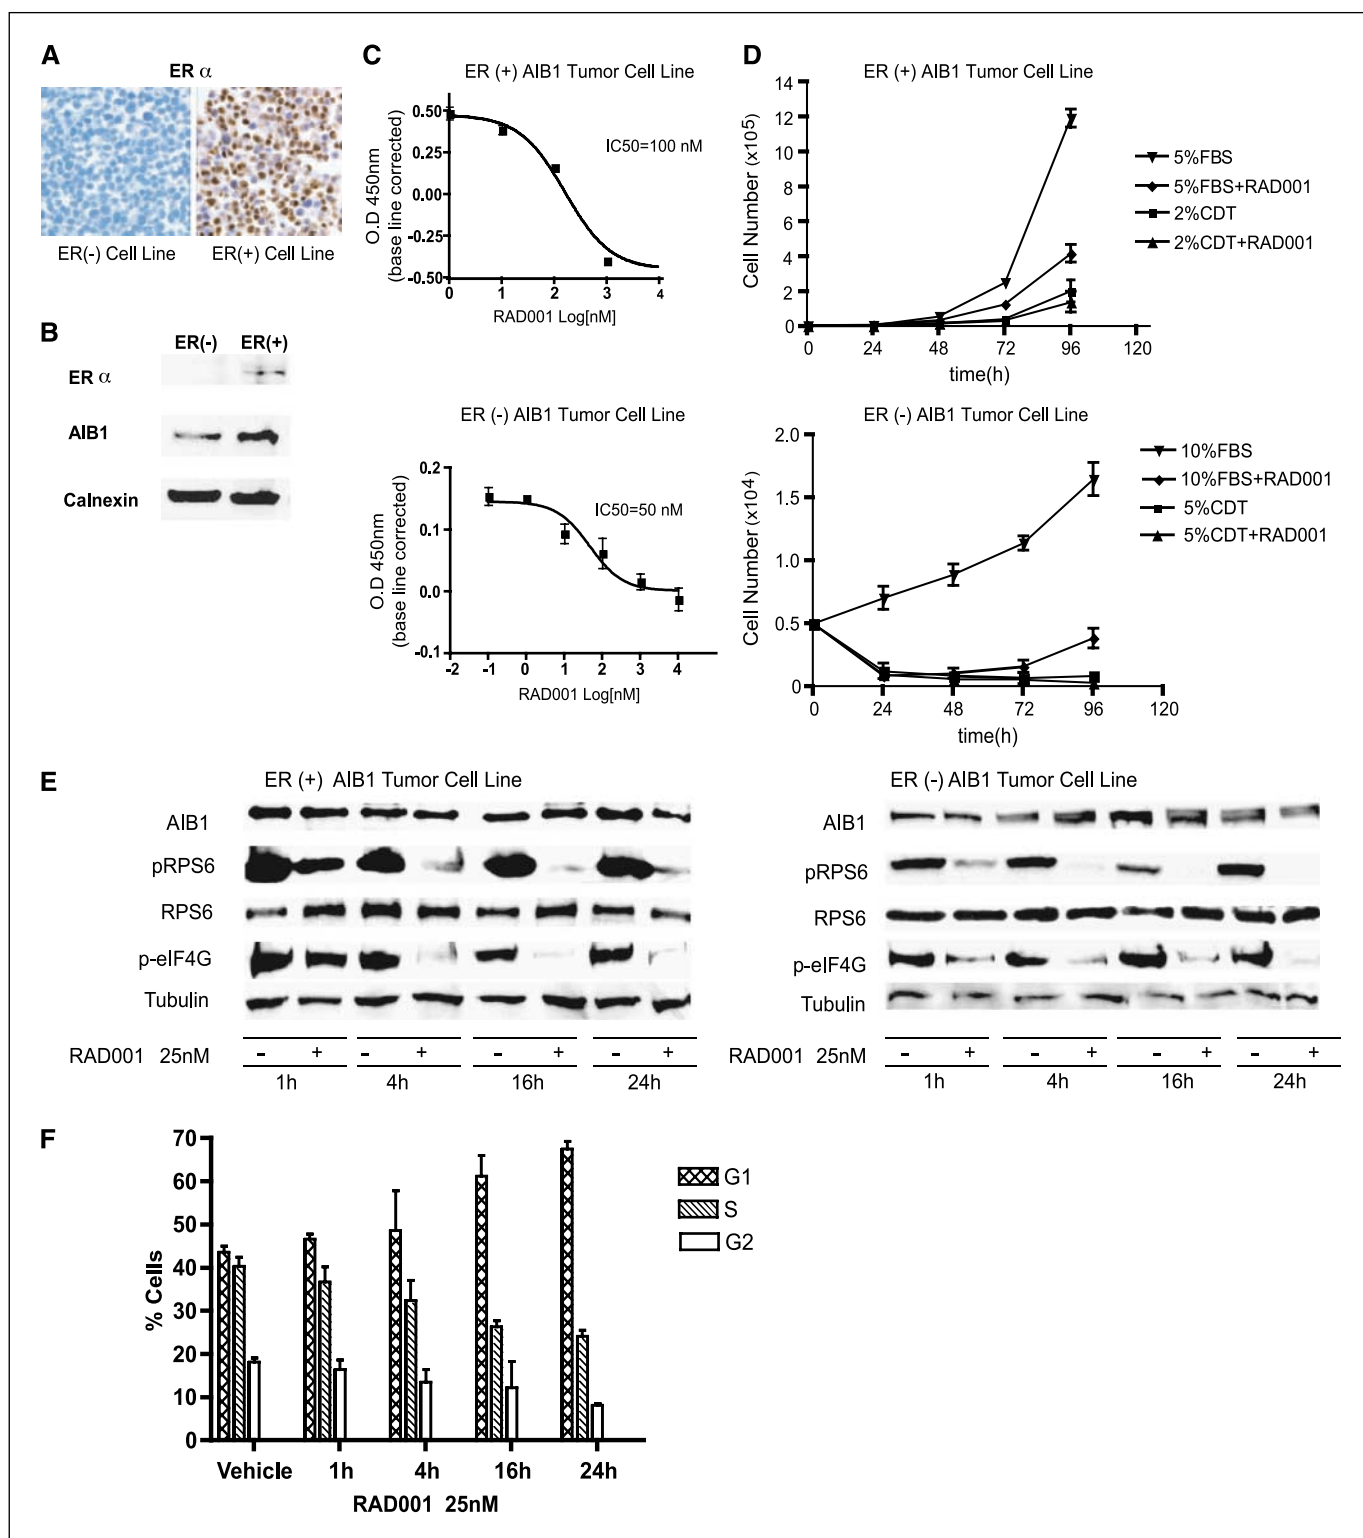 A
ER α
ER(-) Cell Line
ER(+) Cell Line
B
ER(-)
ER(+)
ER α
AIB1
Calnexin
C
ER (+) AIB1 Tumor Cell Line
O.D 450nm
(base line corrected)
0.50
0.25
0.00
-0.25
-0.50
IC50=100 nM
0
1
2
3
4
RAD001 Log[nM]
ER (-) AIB1 Tumor Cell Line
O.D 450nm
(base line corrected)
0.2
0.1
0.0
-0.1
IC50=50 nM
-2
-1
0
1
2
3
4
RAD001 Log[nM]
D
ER (+) AIB1 Tumor Cell Line
Cell Number (x10⁵)
14
12
10
8
6
4
2
0
0
24
48
72
96
120
time(h)
5%FBS
5%FBS+RAD001
2%CDT
2%CDT+RAD001
ER (-) AIB1 Tumor Cell Line
Cell Number (x10⁴)
2.0
1.5
1.0
0.5
0
0
24
48
72
96
120
time(h)
10%FBS
10%FBS+RAD001
5%CDT
5%CDT+RAD001
E
ER (+) AIB1 Tumor Cell Line
AIB1
pRPS6
RPS6
p-eIF4G
Tubulin
RAD001 25nM - + - + - + - +
1h 4h 16h 24h
ER (-) AIB1 Tumor Cell Line
AIB1
pRPS6
RPS6
p-eIF4G
Tubulin
RAD001 25nM - + - + - + - +
1h 4h 16h 24h
F
% Cells
70
60
50
40
30
20
10
0
G1
S
G2
Vehicle 1h 4h 16h 24h
RAD001 25nM